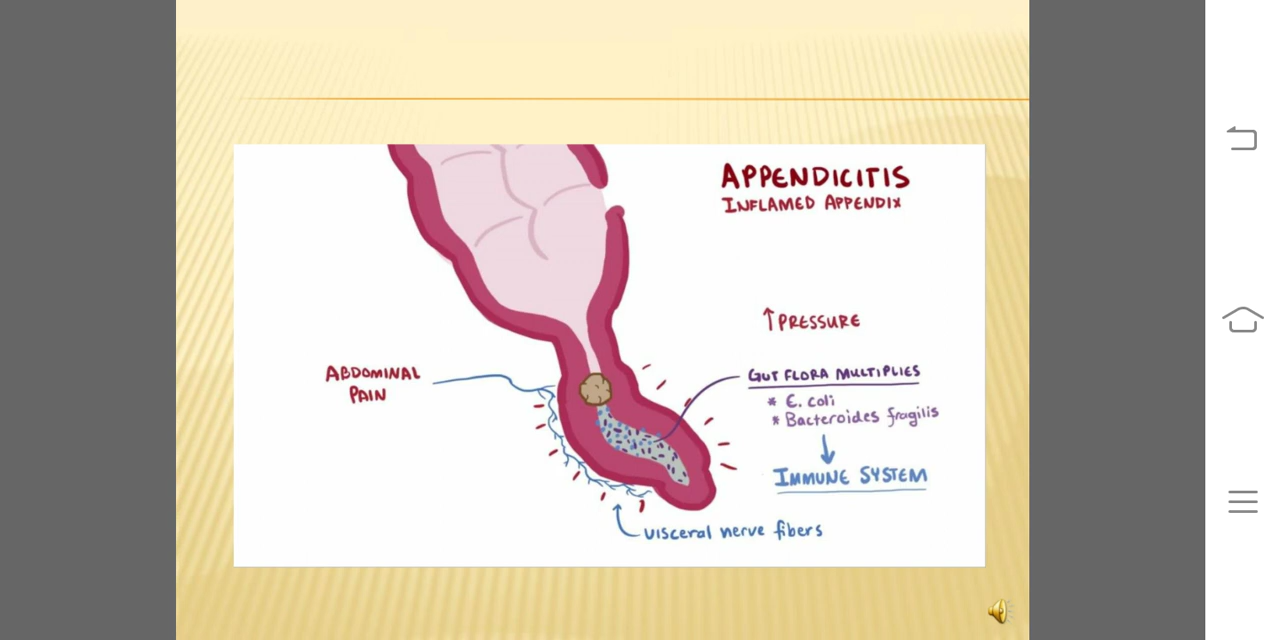 APPENDICITIS
INFLAMED APPENDIX
↑ PRESSURE
ABDOMINAL
PAIN
GUT FLORA MULTIPLIES
* E. coli
* Bacteroides fragilis
↓
IMMUNE SYSTEM
visceral nerve fibers